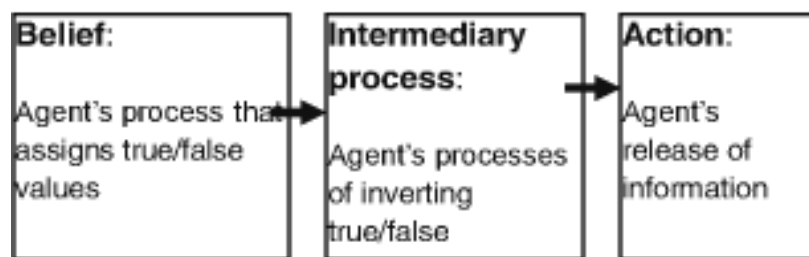 Belief:
Agent's process that
assigns true/false
values
Intermediary
process:
Agent's processes
of inverting
true/false
Action:
Agent's
release of
information